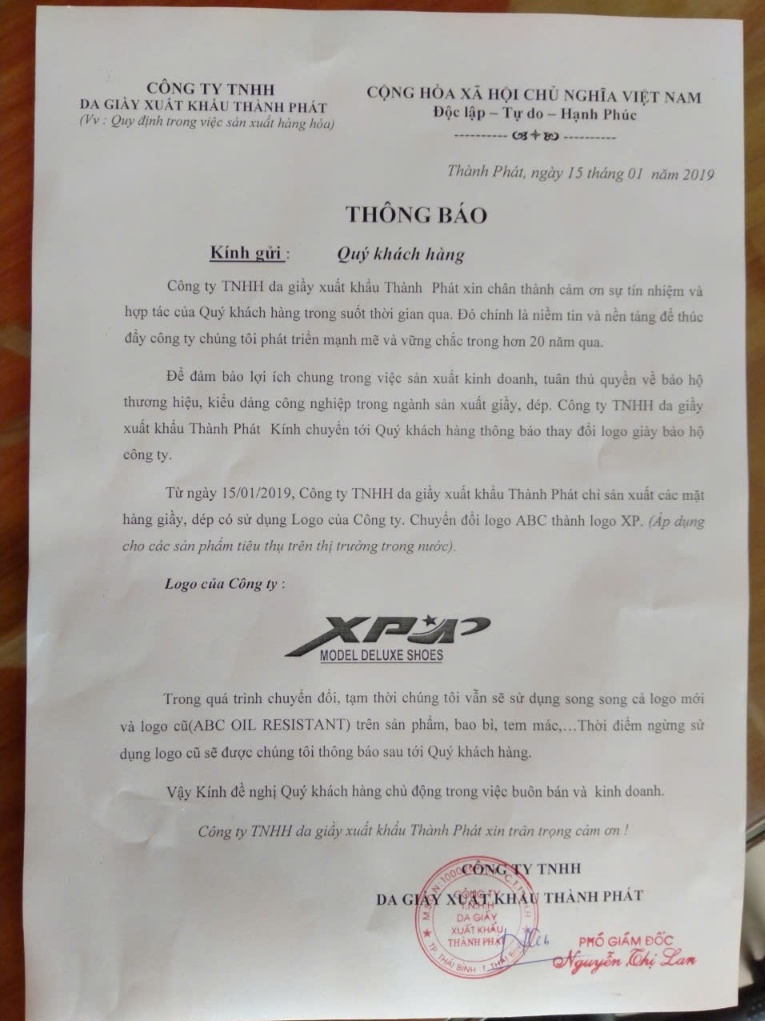 CÔNG TY TNHH
DA GIẦY XUẤT KHẨU THÀNH PHÁT
(Vv : Quy định trong việc sản xuất hàng hóa)
CỘNG HÒA XÃ HỘI CHỦ NGHĨA VIỆT NAM
Độc lập – Tự do – Hạnh Phúc
Thành Phát, ngày 15 tháng 01 năm 2019
THÔNG BÁO
Kính gửi : Quý khách hàng
Công ty TNHH da giầy xuất khẩu Thành Phát xin chân thành cảm ơn sự tín nhiệm và
hợp tác của Quý khách hàng trong suốt thời gian qua. Đó chính là niềm tin và nền tảng để thúc
đẩy công ty chúng tôi phát triển mạnh mẽ và vững chắc trong hơn 20 năm qua.
Để đảm bảo lợi ích chung trong việc sản xuất kinh doanh, tuân thủ quyền về bảo hộ
thương hiệu, kiểu dáng công nghiệp trong ngành sản xuất giầy, dép. Công ty TNHH da giầy
xuất khẩu Thành Phát Kính chuyển tới Quý khách hàng thông báo thay đổi logo giày bảo hộ
công ty.
Từ ngày 15/01/2019, Công ty TNHH da giầy xuất khẩu Thành Phát chỉ sản xuất các mặt
hàng giầy, dép có sử dụng Logo của Công ty. Chuyển đổi logo ABC thành logo XP. (Áp dụng
cho các sản phẩm tiêu thụ trên thị trường trong nước).
Logo của Công ty :
XP
MODEL DELUXE SHOES
Trong quá trình chuyển đổi, tạm thời chúng tôi vẫn sẽ sử dụng song song cả logo mới
và logo cũ(ABC OIL RESISTANT) trên sản phẩm, bao bì, tem mác,…Thời điểm ngừng sử
dụng logo cũ sẽ được chúng tôi thông báo sau tới Quý khách hàng.
Vậy Kính đề nghị Quý khách hàng chủ động trong việc buôn bán và kinh doanh.
Công ty TNHH da giầy xuất khẩu Thành Phát xin trân trọng cảm ơn !
CÔNG TY TNHH
DA GIẦY XUẤT KHẨU THÀNH PHÁT
CÔNG TY
T.N.H.H
DA GIẦY
XUẤT KHẨU
THÀNH PHÁT
TP. THÁI BÌNH
PHÓ GIÁM ĐỐC
Nguyễn Thị Lan